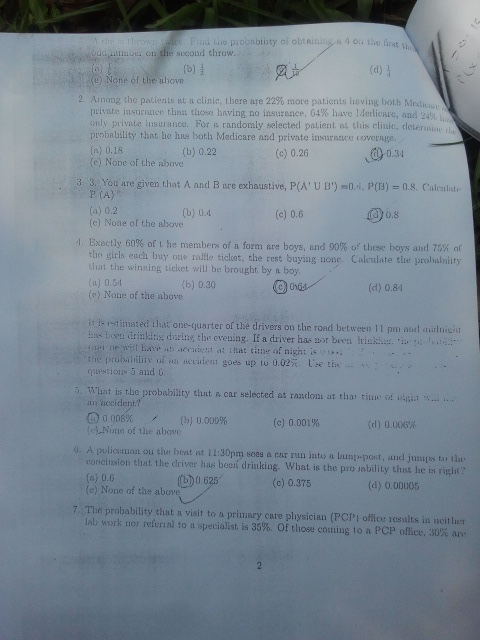 A die is thrown twice. Find the probability of obtaining a 4 on the first
odd number on the second throw.
(b)
(d)
(e) None of the above
2. Among the patients at a clinic, there are 22% more patients having both Medicare
private insurance than those having no insurance. 64% have Medicare, and 24%
only private insurance. For a randomly selected patient at this clinic, determine the
probability that he has both Medicare and private insurance coverage.
(a) 0.18 (b) 0.22 (c) 0.26 (d) 0.34
(e) None of the above
3 3. You are given that A and B are exhaustive, P(A' U B') = P(B) = 0.8. Calculate
P (A)
(a) 0.2 (b) 0.4 (c) 0.6 (d) 0.8
(e) None of the above
4. Exactly 60% of t he members of a form are boys, and 90% of these boys and 75% of
the girls each buy one raffle ticket, the rest buying none. Calculate the probability
that the winning ticket will be brought by a boy.
(a) 0.54 (b) 0.30 (c) 0.64 (d) 0.84
(e) None of the above
It is estimated that one-quarter of the drivers on the road between 11 pm and midnight
has been drinking during the evening. If a driver has not been drinking, the probability
that he will have an accident at that time of night is
the probability of an accident goes up to 0.02%. Use the
questions 5 and 6.
5. What is the probability that a car selected at random at that time of night
an accident?
(a) 0.008% (b) 0.000% (c) 0.001% (d) 0.006%
(e) None of the above
6. A policeman on the beat at 11:30pm sees a car run into a lamp-post, and jumps to the
conclusion that the driver has been drinking. What is the probability that he is right?
(a) 0.6 (b) 0.625 (c) 0.375 (d) 0.00005
(e) None of the above
7. The probability that a visit to a primary care physician (PCP) office results in neither
lab work nor referral to a specialist is 35%. Of those coming to a PCP office, 30% are
2